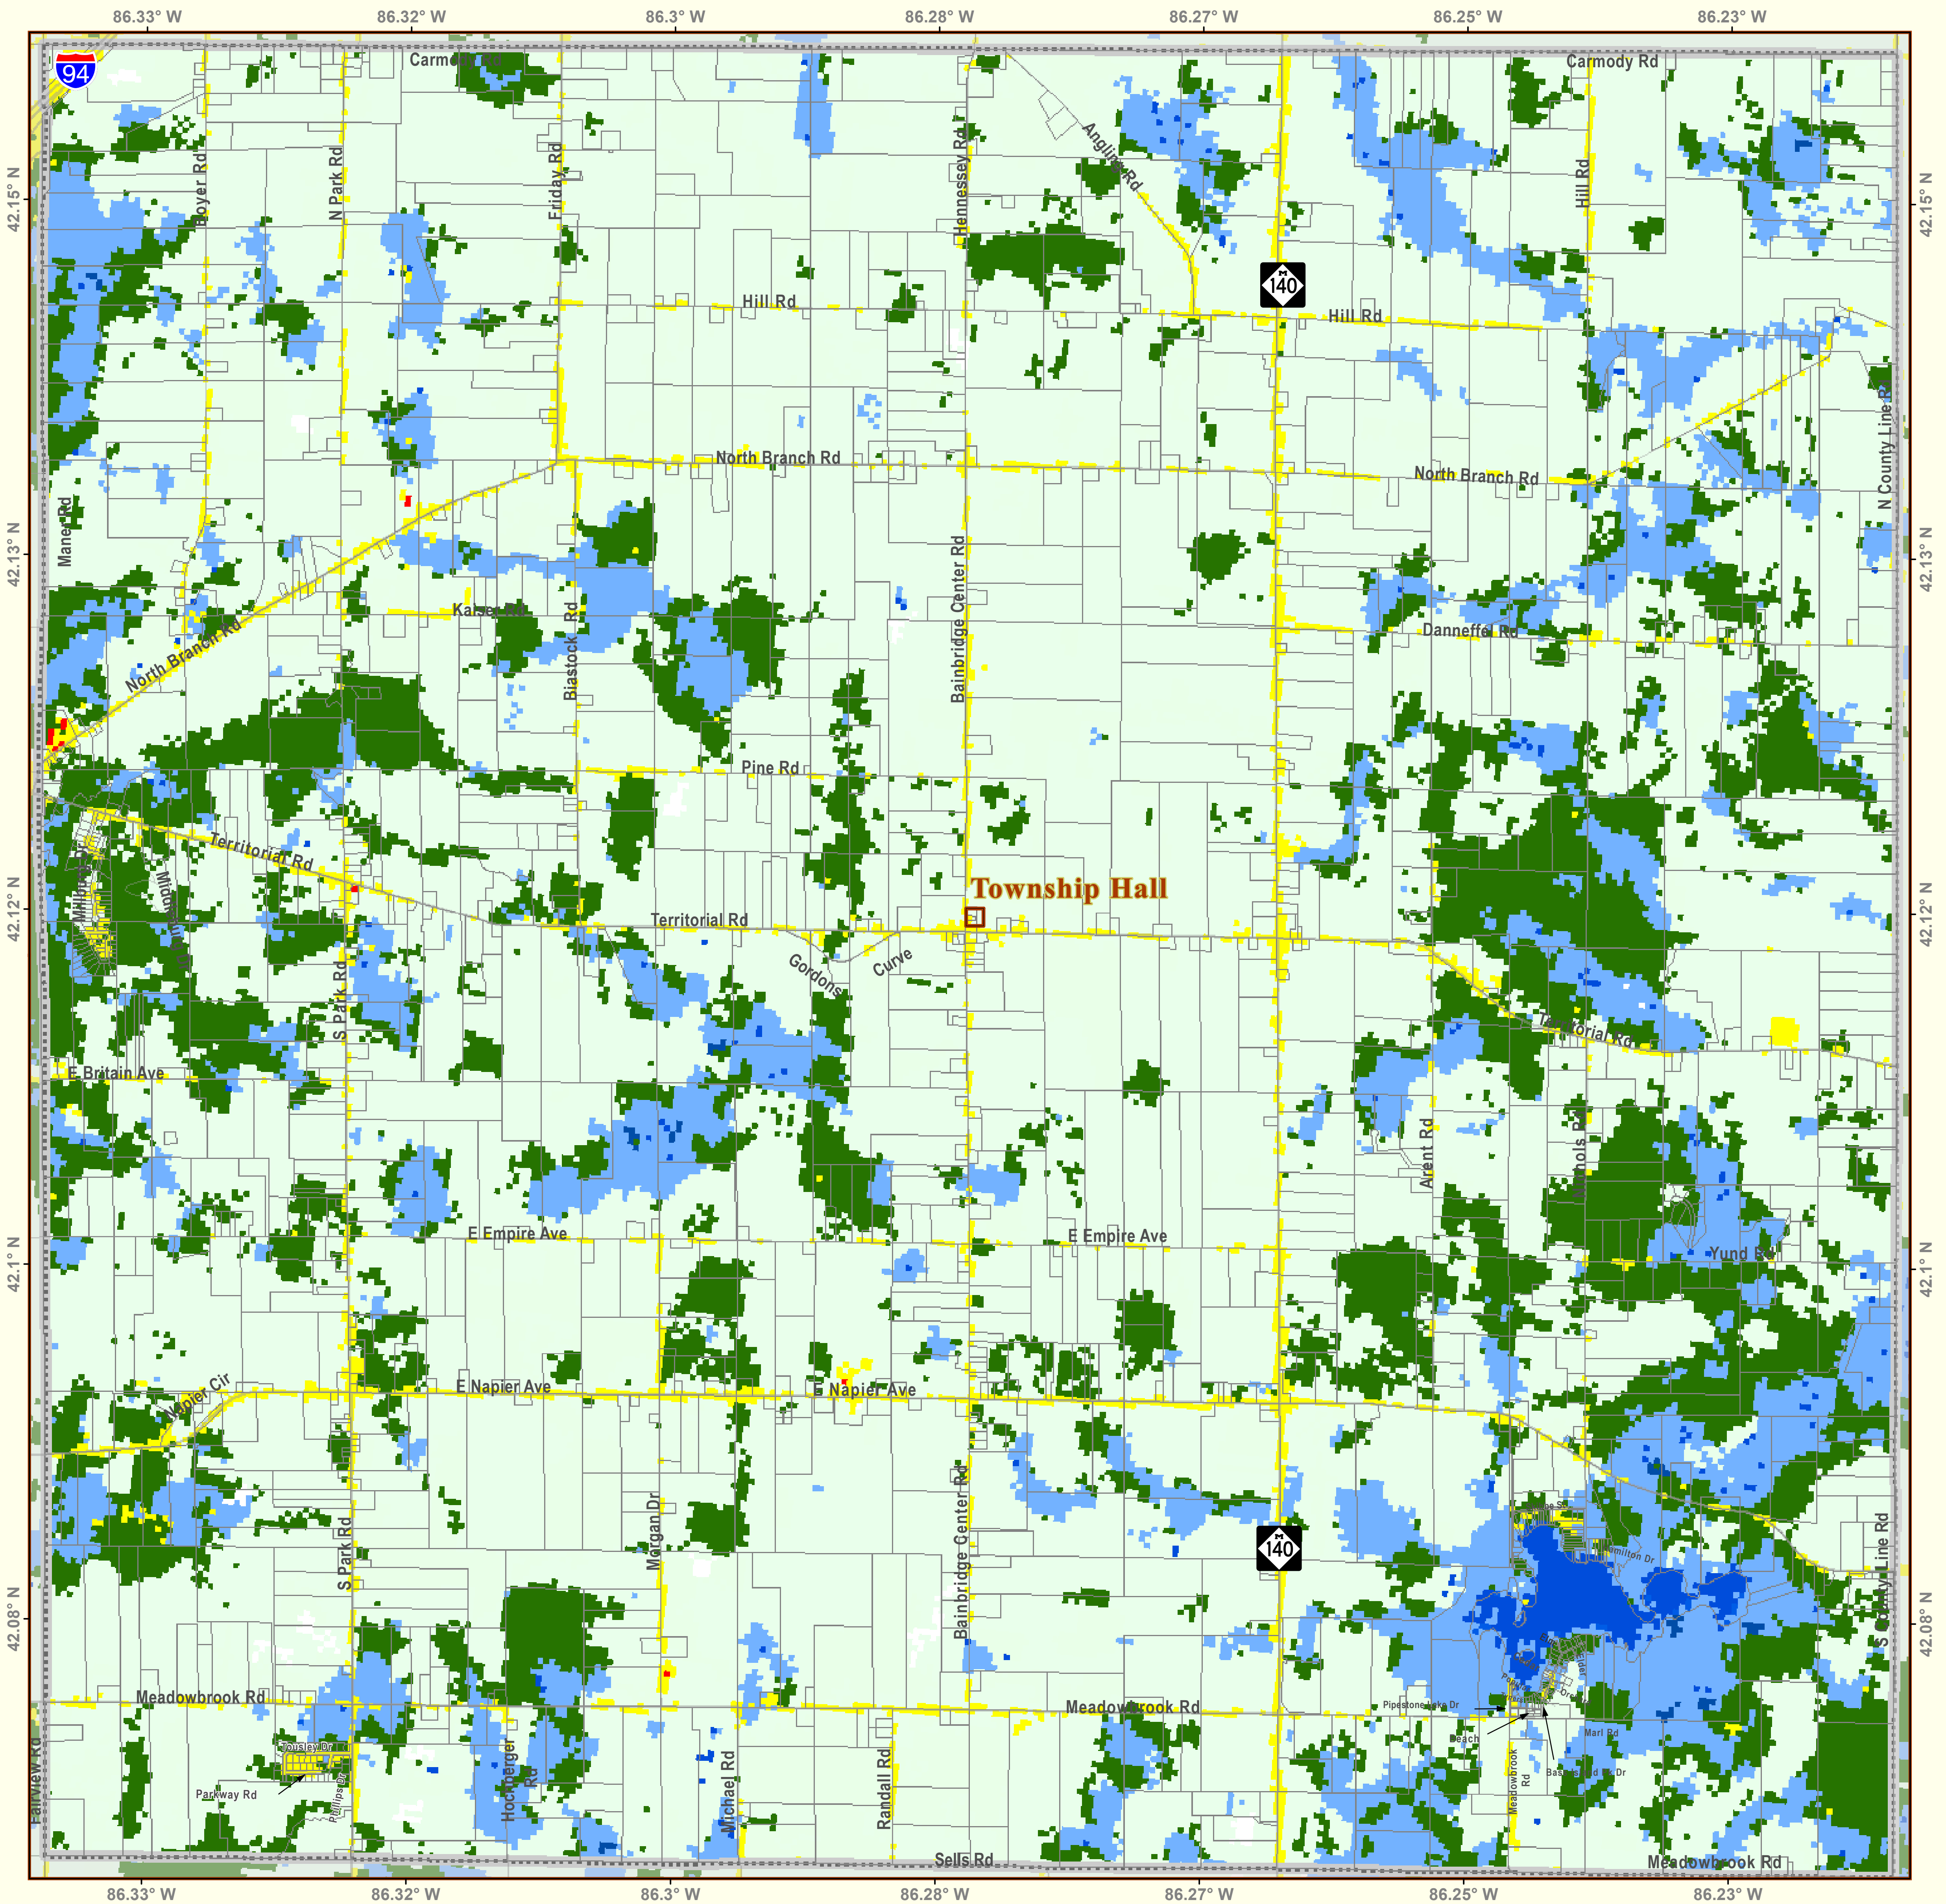 86.33° W 86.32° W 86.3° W 86.28° W 86.27° W 86.25° W 86.23° W
94
Carmody Rd
Carmody Rd
42.15° N
42.15° N
Boyer Rd
N Park Rd
Friday Rd
Hennessey Rd
Angling Rd
Hill Rd
M
140
Hill Rd
Hill Rd
N County Line Rd
North Branch Rd
North Branch Rd
Maner Rd
42.13° N
42.13° N
Bainbridge Center Rd
Kaiser Rd
Biastock Rd
Danneffel Rd
North Branch Rd
Pine Rd
Territorial Rd
Township Hall
42.12° N
42.12° N
Territorial Rd
Gordons
Curve
S Park Rd
Territorial Rd
E Britain Ave
Arent Rd
Nichols Rd
E Empire Ave
E Empire Ave
Yund Rd
42.1° N
42.1° N
Napier Cir
E Napier Ave
E Napier Ave
S Park Rd
Morgan Dr
Bainbridge Center Rd
M
140
Hamilton Dr
S County Line Rd
42.08° N
42.08° N
Meadowbrook Rd
Meadowbrook Rd
Pipestone Lake Dr
Beach
Marl Rd
Tousley Dr
Parkway Rd
Phillips Dr
Fairview Rd
Hochberger
Rd
Michael Rd
Randall Rd
Meadowbrook
Rd
Sells Rd
Meadowbrook Rd
86.33° W 86.32° W 86.3° W 86.28° W 86.27° W 86.25° W 86.23° W